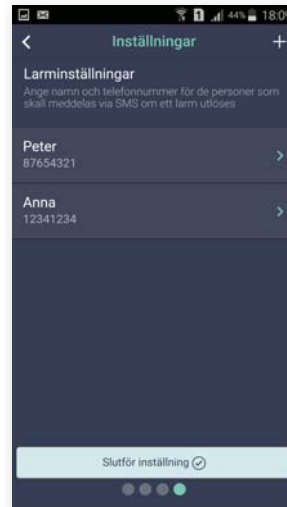 1 44% 18:0
Inställningar +
Larminställningar
Ange namn och telefonnummer för de personer som
skall meddelas via SMS om ett larm utlöses
Peter
87654321
Anna
12341234
Slutför inställning